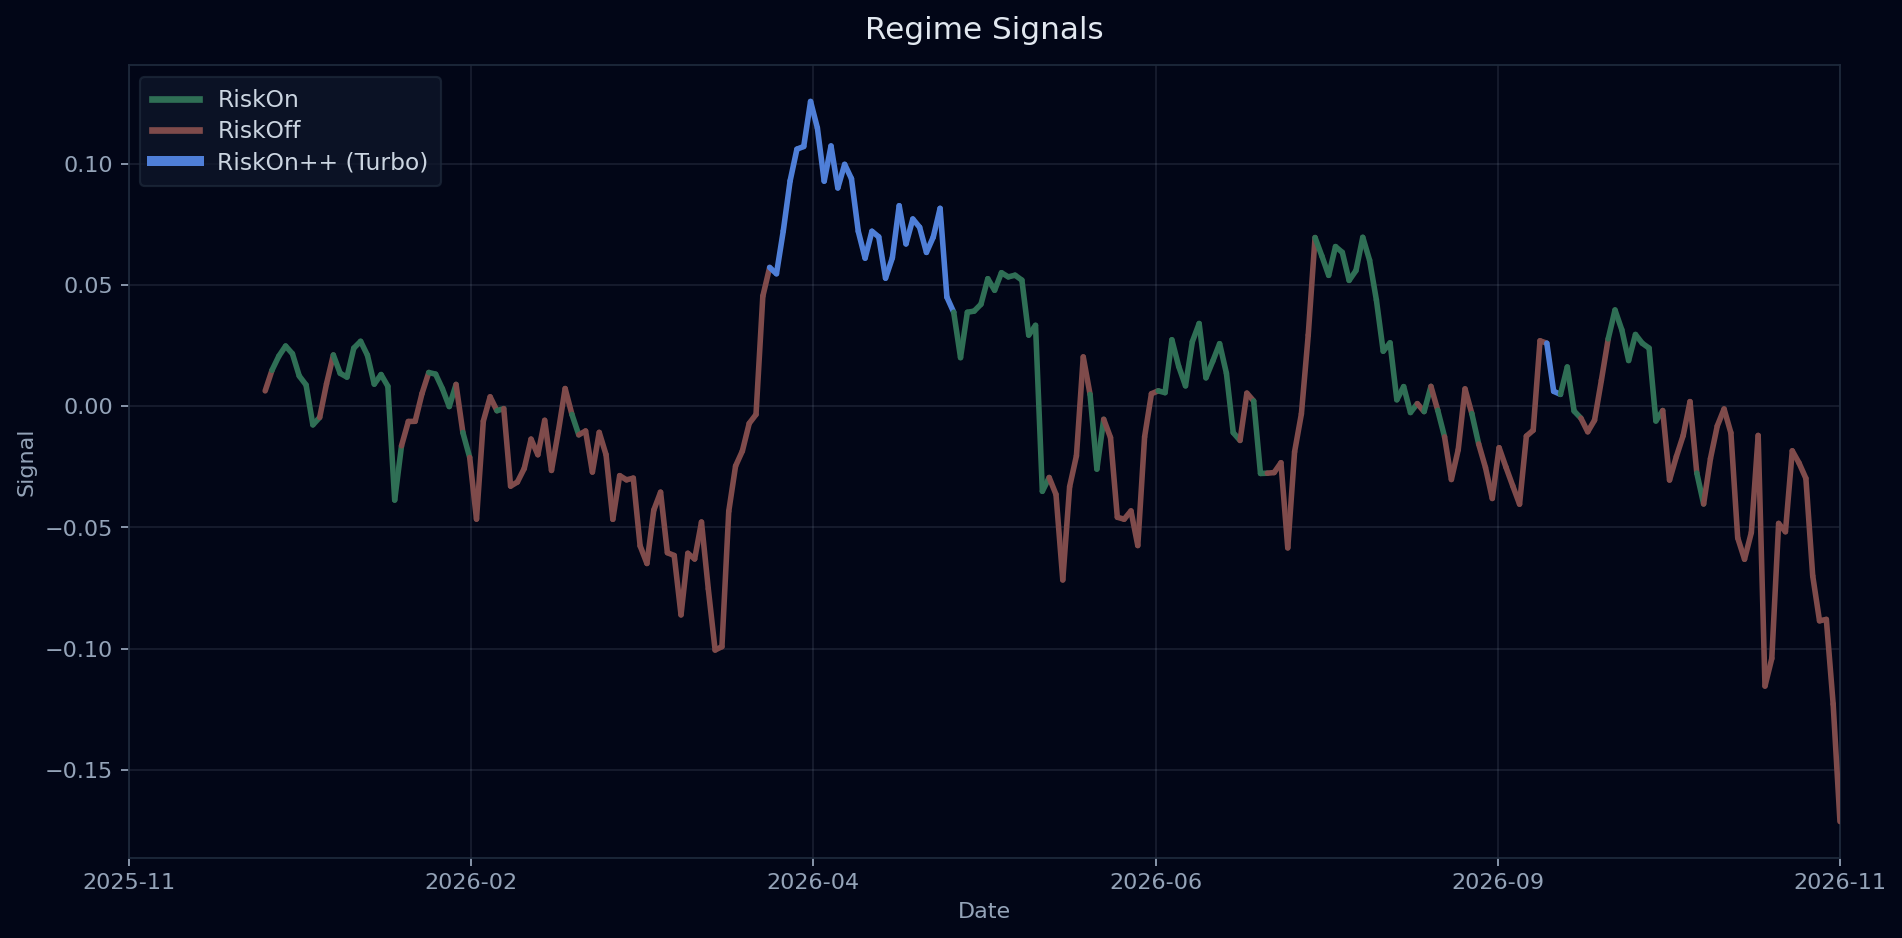 Regime Signals
RiskOn
RiskOff
RiskOn++ (Turbo)
0.10
0.05
0.00
−0.05
−0.10
−0.15
Signal
2025-11 2026-02 2026-04 2026-06 2026-09 2026-11
Date